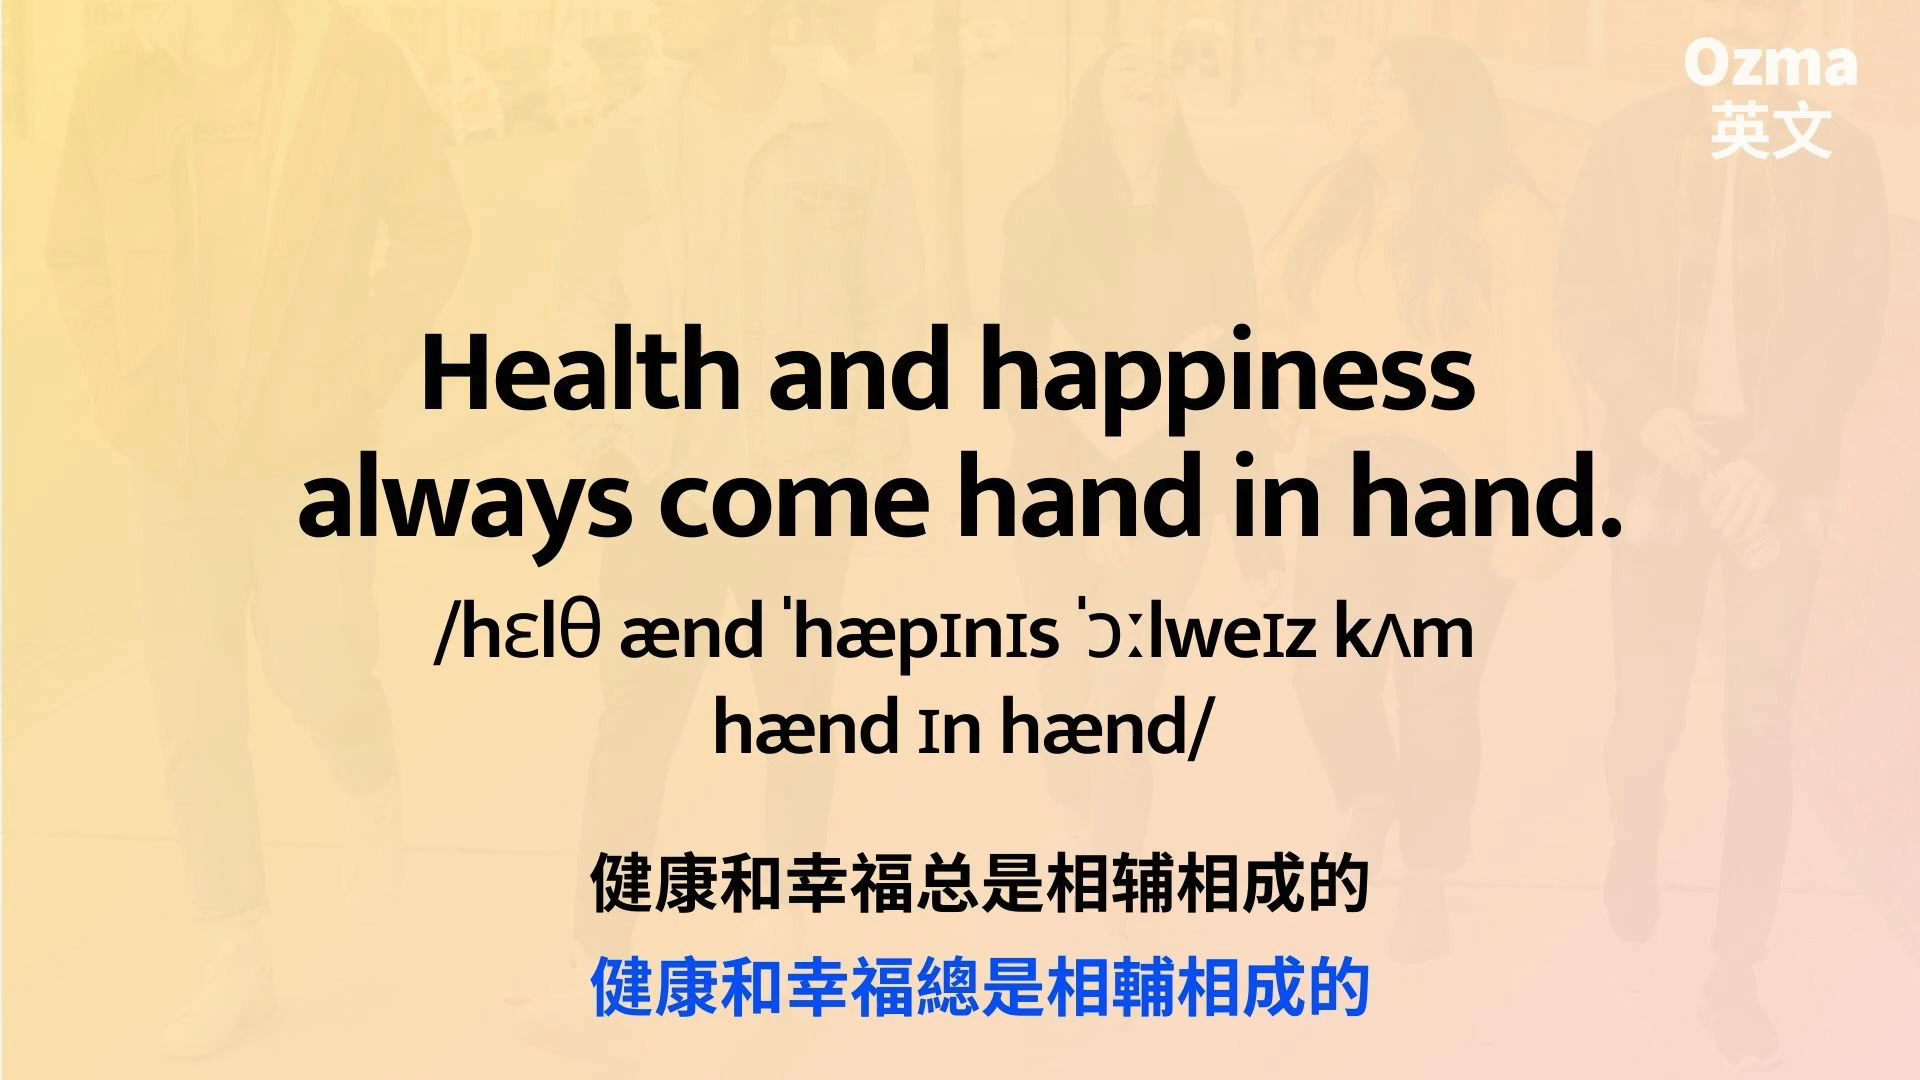 Ozma
英文
Health and happiness
always come hand in hand.
/hɛlθ ænd ˈhæpɪnɪs ˈɔːlweɪz kʌm
hænd ɪn hænd/
健康和幸福总是相辅相成的
健康和幸福總是相輔相成的